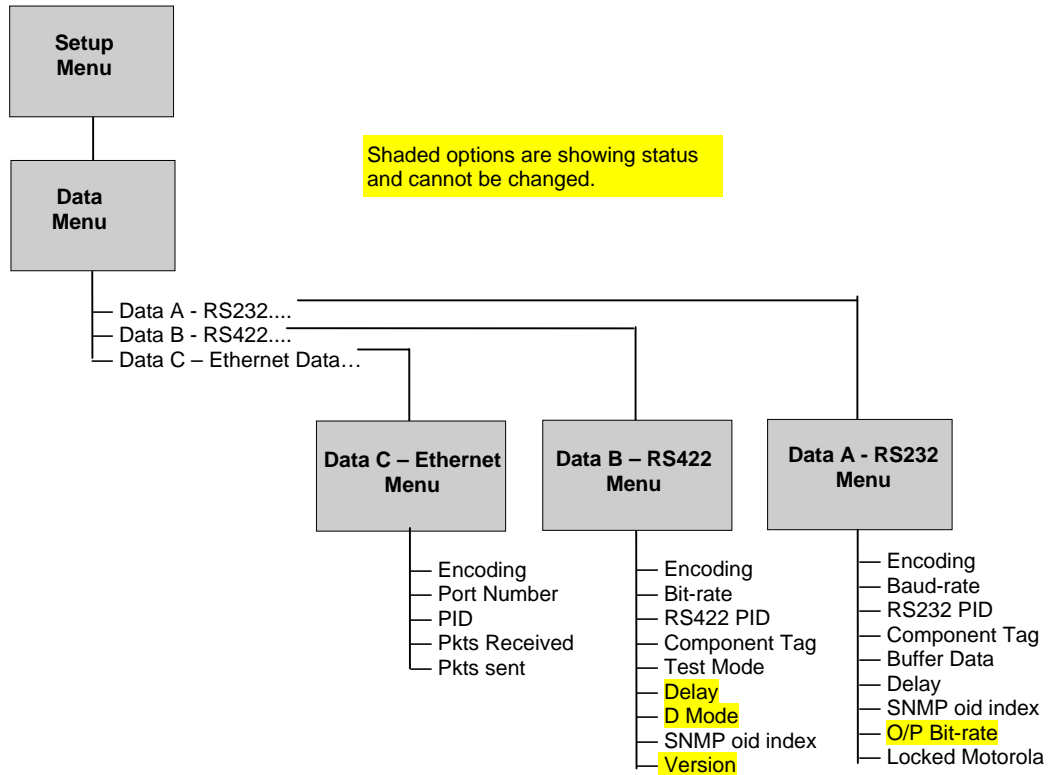 Setup
Menu
Shaded options are showing status
and cannot be changed.
Data
Menu
Data A - RS232....
Data B - RS422....
Data C – Ethernet Data…
Data C – Ethernet
Menu
Encoding
Port Number
PID
Pkts Received
Pkts sent
Data B – RS422
Menu
Encoding
Bit-rate
RS422 PID
Component Tag
Test Mode
Delay
D Mode
SNMP oid index
Version
Data A - RS232
Menu
Encoding
Baud-rate
RS232 PID
Component Tag
Buffer Data
Delay
SNMP oid index
O/P Bit-rate
Locked Motorola